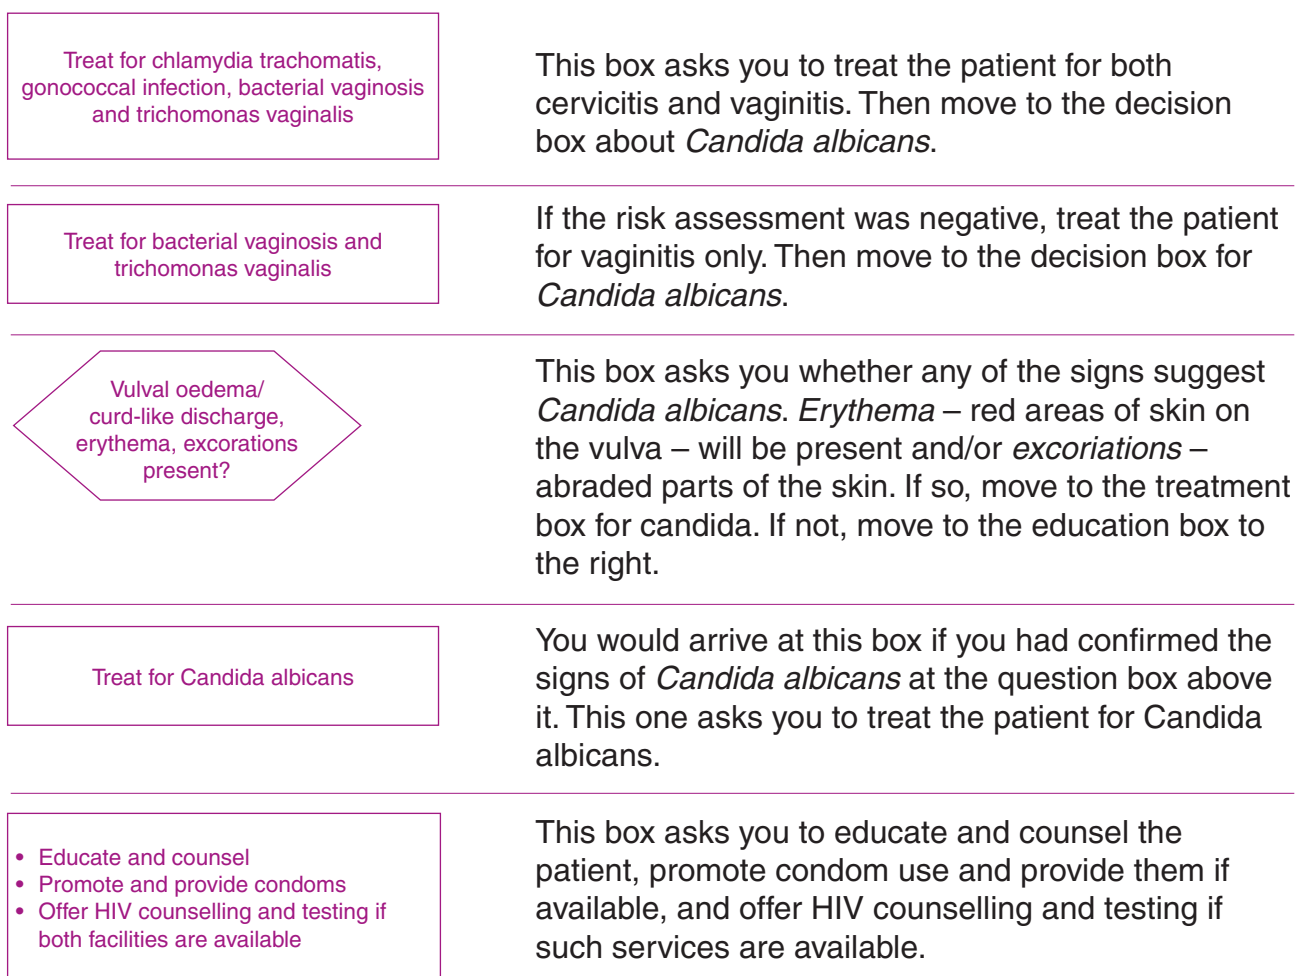 Treat for chlamydia trachomatis,
gonococcal infection, bacterial vaginosis
and trichomonas vaginalis
This box asks you to treat the patient for both
cervicitis and vaginitis. Then move to the decision
box about Candida albicans.
Treat for bacterial vaginosis and
trichomonas vaginalis
If the risk assessment was negative, treat the patient
for vaginitis only. Then move to the decision box for
Candida albicans.
Vulval oedema/
curd-like discharge,
erythema, excorations
present?
This box asks you whether any of the signs suggest
Candida albicans. Erythema – red areas of skin on
the vulva – will be present and/or excoriations –
abraded parts of the skin. If so, move to the treatment
box for candida. If not, move to the education box to
the right.
Treat for Candida albicans
You would arrive at this box if you had confirmed the
signs of Candida albicans at the question box above
it. This one asks you to treat the patient for Candida
albicans.
• Educate and counsel
• Promote and provide condoms
• Offer HIV counselling and testing if
both facilities are available
This box asks you to educate and counsel the
patient, promote condom use and provide them if
available, and offer HIV counselling and testing if
such services are available.